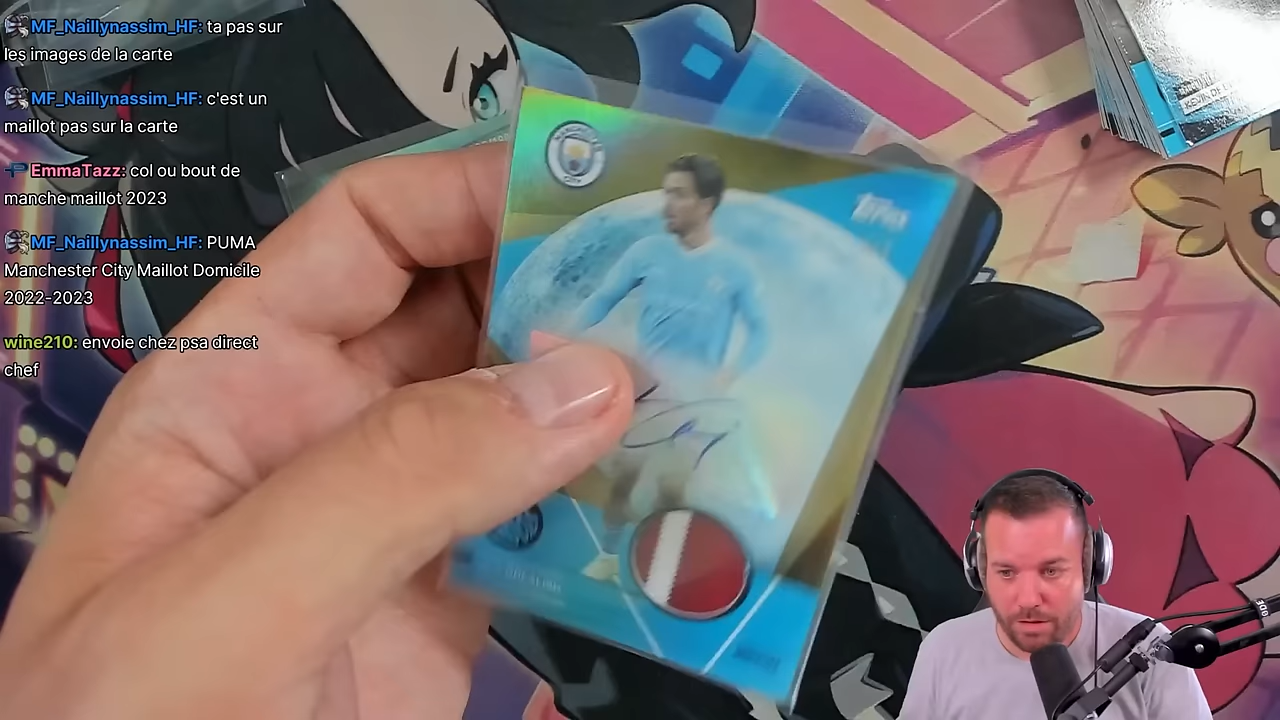 MF_Naillynassim_HF: ta pas sur
les images de la carte
MF_Naillynassim_HF: c'est un
maillot pas sur la carte
EmmaTazz: col ou bout de
manche maillot 2023
MF_Naillynassim_HF: PUMA
Manchester City Maillot Domicile
2022-2023
wine210: envoie chez psa direct
chef
topps
CITY